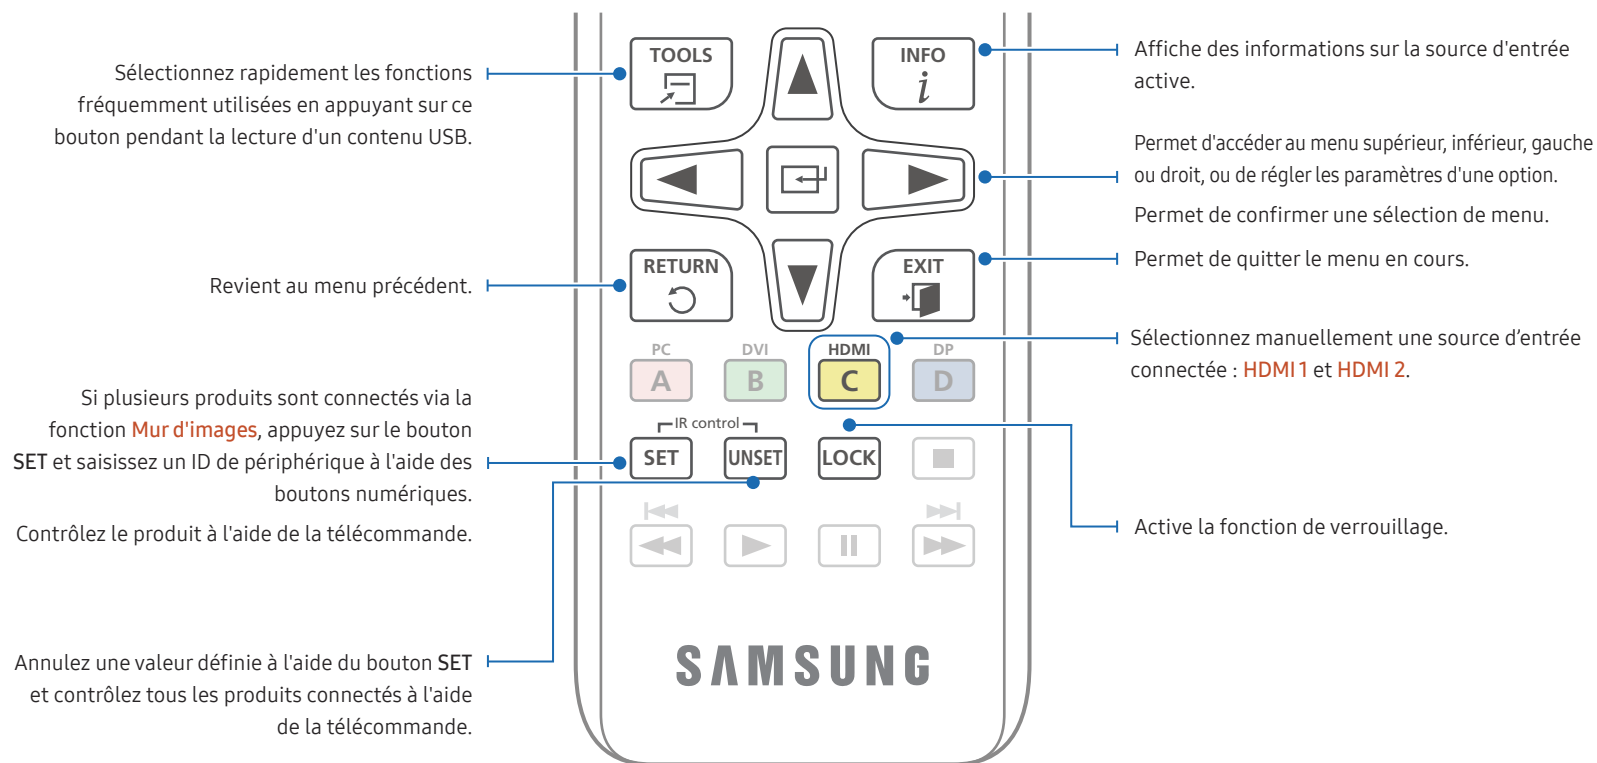 Sélectionnez rapidement les fonctions
fréquemment utilisées en appuyant sur ce
bouton pendant la lecture d'un contenu USB.
Revient au menu précédent.
Si plusieurs produits sont connectés via la
fonction Mur d'images, appuyez sur le bouton
SET et saisissez un ID de périphérique à l'aide des
boutons numériques.
Contrôlez le produit à l'aide de la télécommande.
Annulez une valeur définie à l'aide du bouton SET
et contrôlez tous les produits connectés à l'aide
de la télécommande.
TOOLS
INFO
i
RETURN
EXIT
PC
DVI
HDMI
DP
A
B
C
D
IR control
SET
UNSET
LOCK
SAMSUNG
Affiche des informations sur la source d'entrée
active.
Permet d'accéder au menu supérieur, inférieur, gauche
ou droit, ou de régler les paramètres d'une option.
Permet de confirmer une sélection de menu.
Permet de quitter le menu en cours.
Sélectionnez manuellement une source d’entrée
connectée : HDMI 1 et HDMI 2.
Active la fonction de verrouillage.